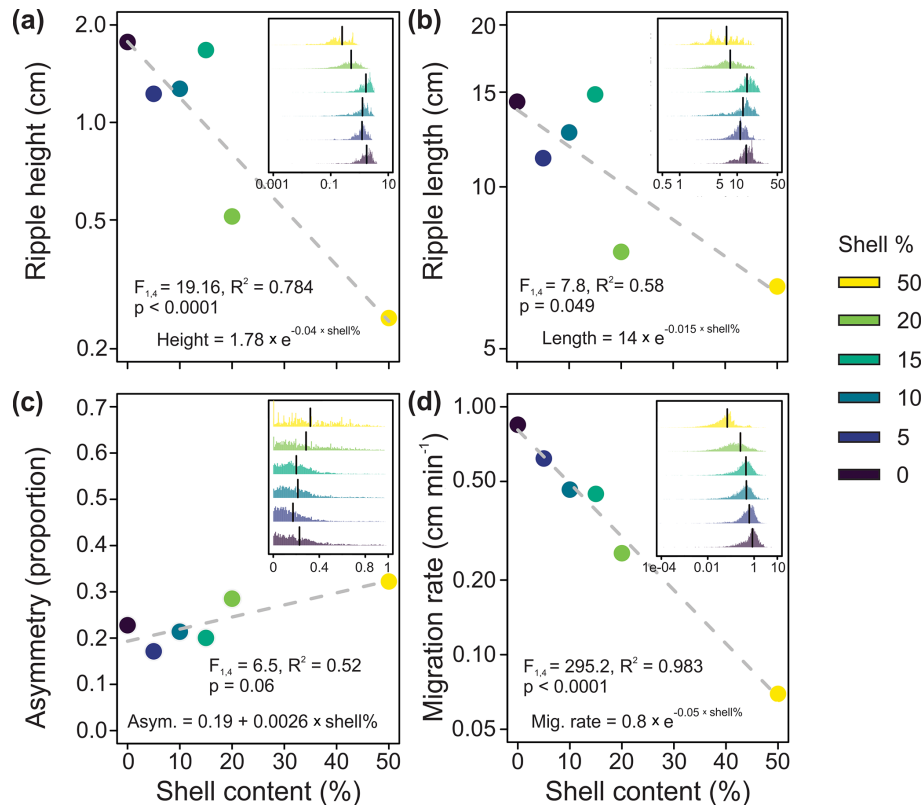 (a)
Ripple height (cm)
2.0
1.0
0.5
0.2
0.001
0.1
10
F1,4 = 19.16, R2 = 0.784
p < 0.0001
Height = 1.78 × e-0.04 × shell%
(b)
Ripple length (cm)
20
15
10
5
0.5 1
5 10
50
F1,4 = 7.8, R2= 0.58
p = 0.049
Length = 14 × e-0.015 × shell%
Shell %
50
20
15
10
5
0
(c)
Asymmetry (proportion)
0.7
0.6
0.5
0.4
0.3
0.2
0.1
0.0
0
0.4
0.8
1
F1,4 = 6.5, R2 = 0.52
p = 0.06
Asym. = 0.19 + 0.0026 × shell%
0 10 20 30 40 50
Shell content (%)
(d)
Migration rate (cm min-1)
1.00
0.50
0.20
0.10
0.05
1e-04
0.01
1
10
F1,4 = 295.2, R2 = 0.983
p < 0.0001
Mig. rate = 0.8 × e-0.05 × shell%
0 10 20 30 40 50
Shell content (%)